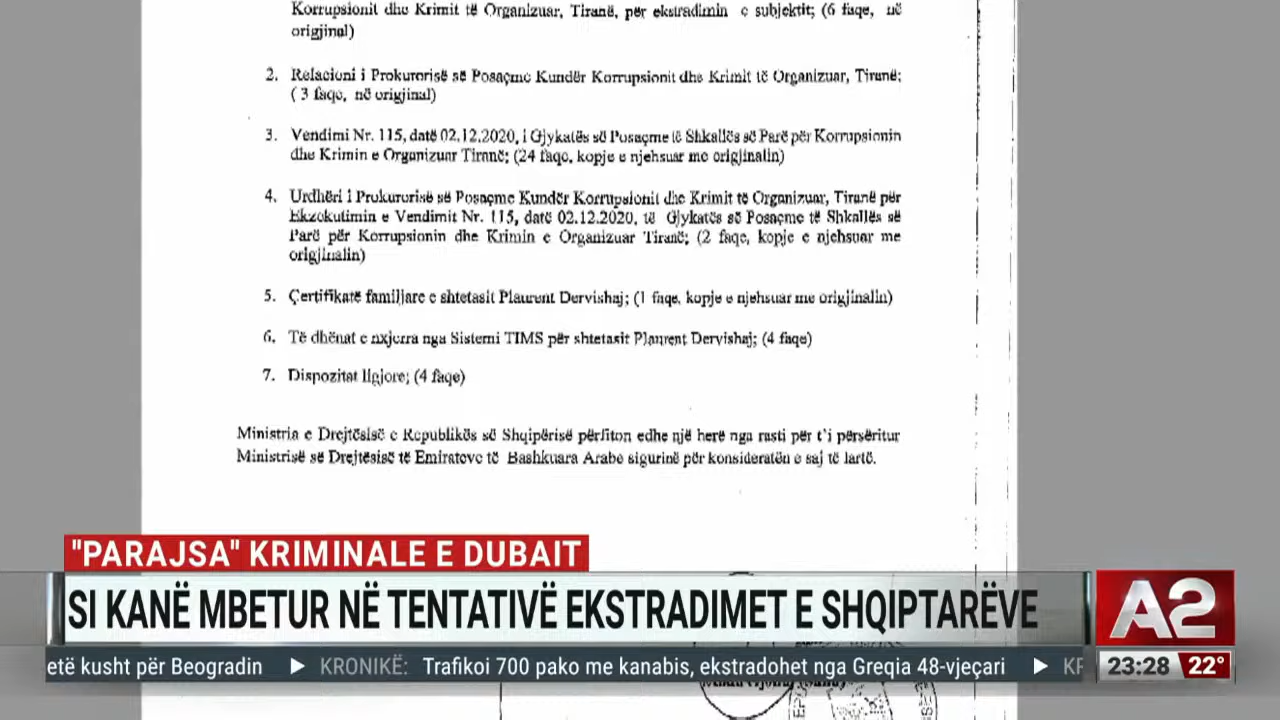 Korrupsionit dhe Krimit të Organizuar, Tiranë, për ekstradimin e subjektit; (6 faqe, në
origjinal)
2. Relacioni i Prokurorisë së Posaçme Kundër Korrupsionit dhe Krimit të Organizuar, Tiranë;
( 3 faqe, në origjinal)
3. Vendimi Nr. 115, datë 02.12.2020, i Gjykatës së Posaçme të Shkallës së Parë për Korrupsionin
dhe Krimin e Organizuar Tiranë; (24 faqe, kopje e njehsuar me origjinalin)
4. Urdhëri i Prokurorisë së Posaçme Kundër Korrupsionit dhe Krimit të Organizuar, Tiranë për
Ekzekutimin e Vendimit Nr. 115, datë 02.12.2020, të Gjykatës së Posaçme të Shkallës së
Parë për Korrupsionin dhe Krimin e Organizuar Tiranë; (2 faqe, kopje e njehsuar me
origjinalin)
5. Çertifikatë familjare e shtetasit Plaurent Dervishaj; (1 faqe, kopje e njehsuar me origjinalin)
6. Të dhënat e nxjerra nga Sistemi TIMS për shtetasit Plaurent Dervishaj; (4 faqe)
7. Dispozitat ligjore; (4 faqe)
Ministria e Drejtësisë e Republikës së Shqipërisë përfiton edhe një herë nga rasti për t'i përsëritur
Ministrisë së Drejtësisë të Emirateve të Bashkuara Arabe sigurinë për konsideratën e saj të lartë.
"PARAJSA" KRIMINALE E DUBAIT
SI KANË MBETUR NË TENTATIVË EKSTRADIMET E SHQIPTARËVE
A2
etë kusht për Beogradin ▶ KRONIKË: Trafikoi 700 pako me kanabis, ekstradohet nga Greqia 48-vjeçari ▶ KR
23:28 22°